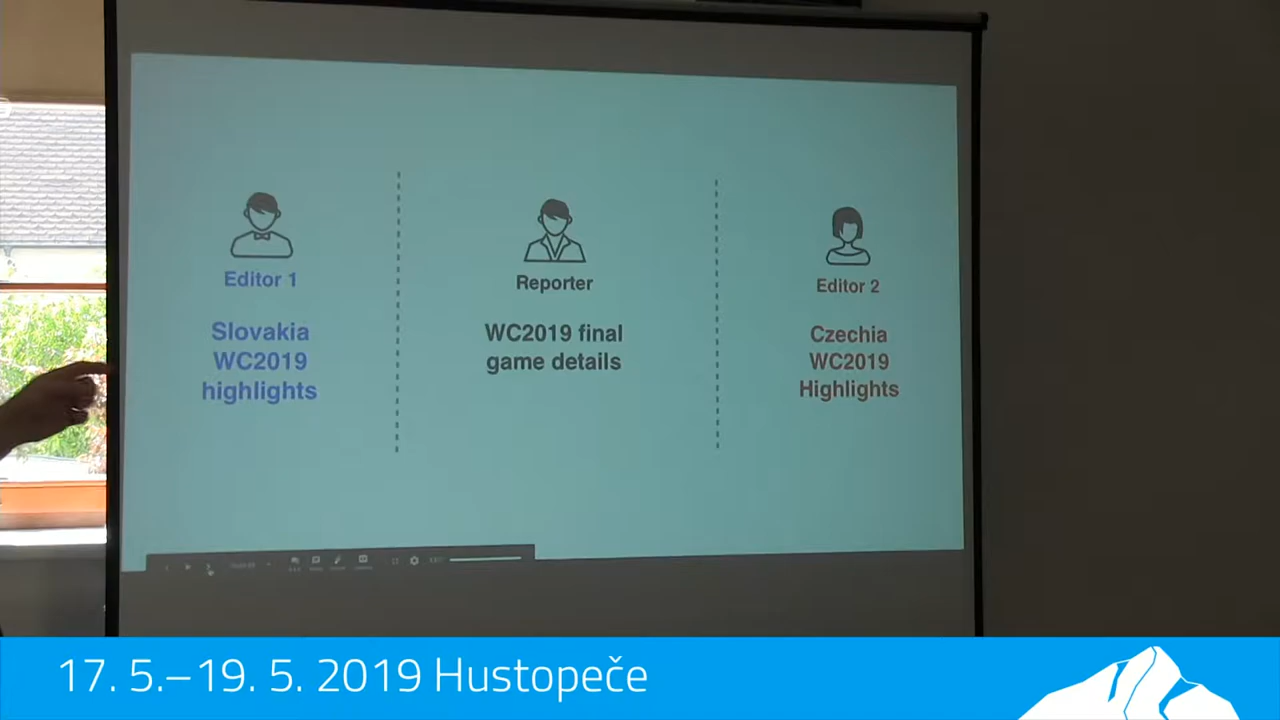 Editor 1
Slovakia
WC2019
highlights
Reporter
WC2019 final
game details
Editor 2
Czechia
WC2019
Highlights
17. 5.–19. 5. 2019 Hustopeče